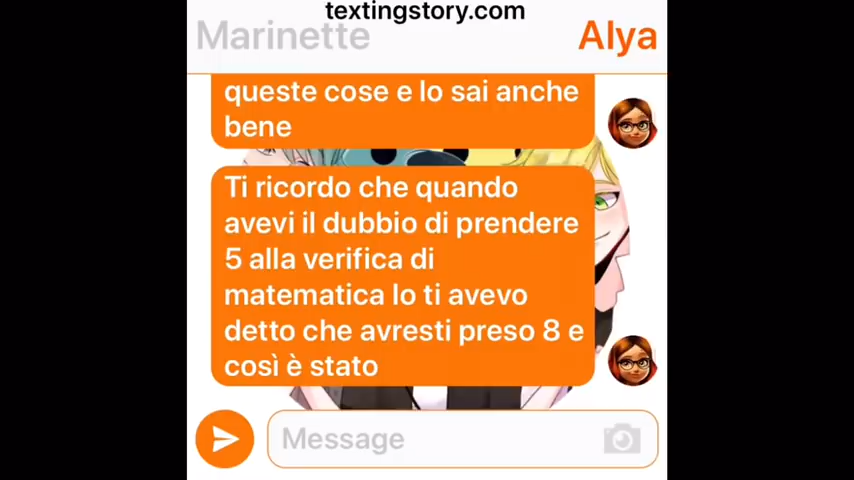 textingstory.com
Marinette
Alya
queste cose e lo sai anche
bene
Ti ricordo che quando
avevi il dubbio di prendere
5 alla verifica di
matematica lo ti avevo
detto che avresti preso 8 e
così è stato
Message